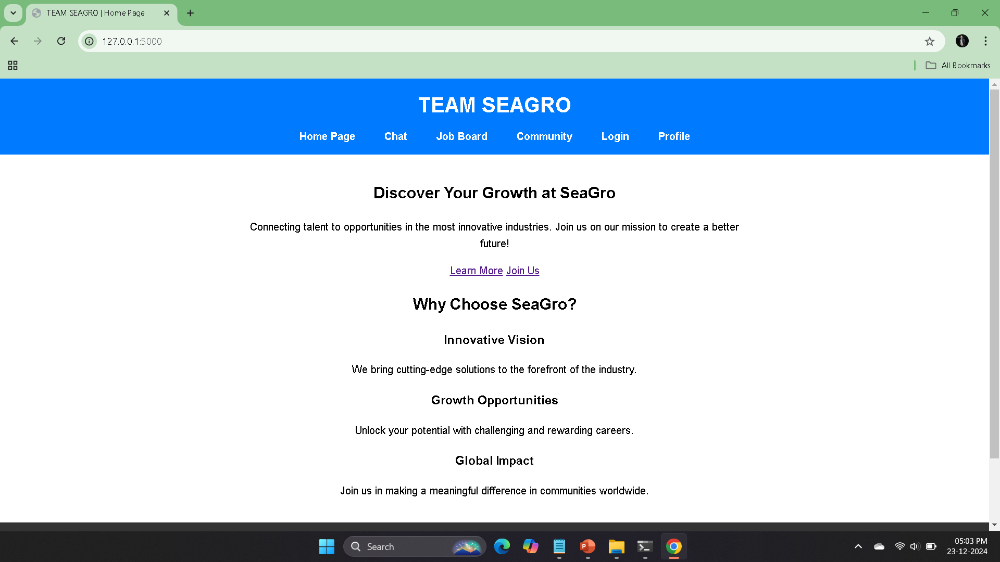 TEAM SEAGRO | Home Page
127.0.0.1:5000
All Bookmarks
TEAM SEAGRO
Home Page Chat Job Board Community Login Profile
Discover Your Growth at SeaGro
Connecting talent to opportunities in the most innovative industries. Join us on our mission to create a better
future!
Learn More Join Us
Why Choose SeaGro?
Innovative Vision
We bring cutting-edge solutions to the forefront of the industry.
Growth Opportunities
Unlock your potential with challenging and rewarding careers.
Global Impact
Join us in making a meaningful difference in communities worldwide.
Search
05:03 PM
23-12-2024